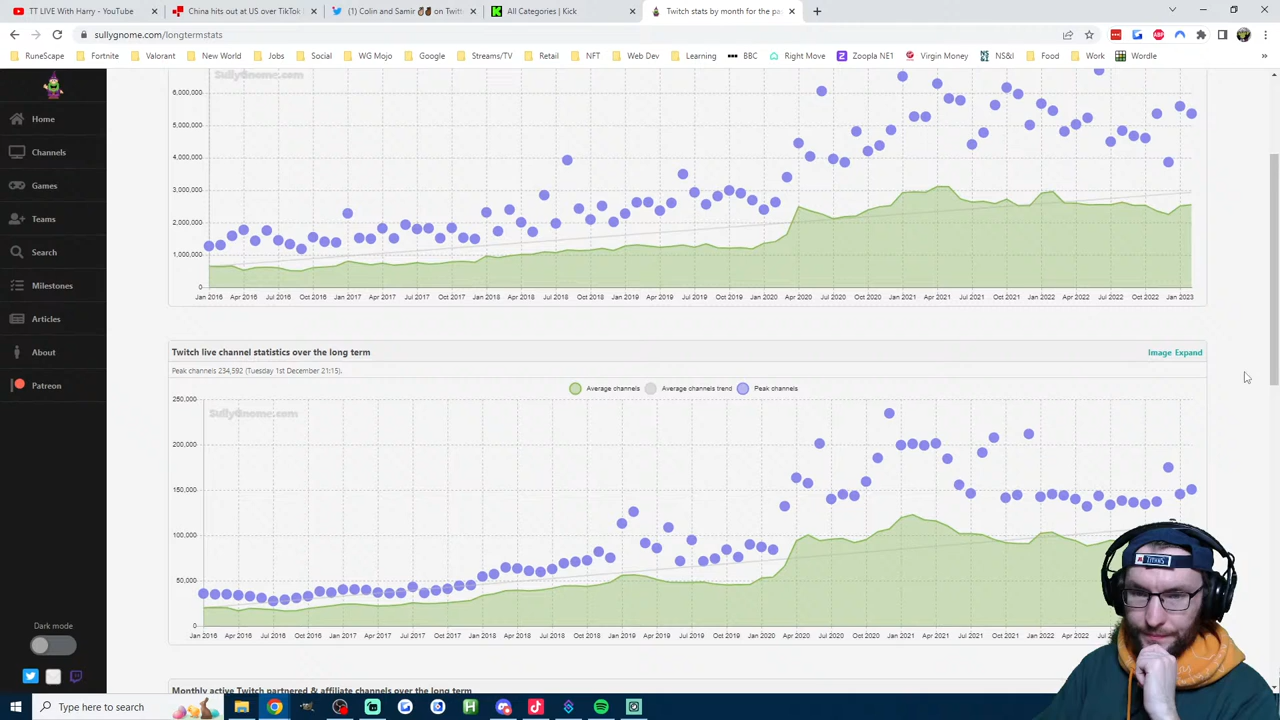 TT LIVE With Harry - YouTube
China hits out at US over TikTok
(1) Colin and Samir on Twitt
All Categories | Kick
Twitch stats by month for the pa
sullygnome.com/longtermstats
RuneScape Fortnite Valorant New World Jobs Social WG Mojo Google Streams/TV Retail NFT Web Dev Learning BBC Right Move Zoopla NE1 Virgin Money NS&I Food Work Wordle
Home
Channels
Games
Teams
Search
Milestones
Articles
About
Patreon
Dark mode
SullyGnome.com
6,000,000
5,000,000
4,000,000
3,000,000
2,000,000
1,000,000
0
Jan 2016 Apr 2016 Jul 2016 Oct 2016 Jan 2017 Apr 2017 Jul 2017 Oct 2017 Jan 2018 Apr 2018 Jul 2018 Oct 2018 Jan 2019 Apr 2019 Jul 2019 Oct 2019 Jan 2020 Apr 2020 Jul 2020 Oct 2020 Jan 2021 Apr 2021 Jul 2021 Oct 2021 Jan 2022 Apr 2022 Jul 2022 Oct 2022 Jan 2023
Twitch live channel statistics over the long term
Image Expand
Peak channels 234,592 (Tuesday 1st December 21:15).
Average channels Average channels trend Peak channels
250,000
SullyGnome.com
200,000
150,000
100,000
50,000
0
Jan 2016 Apr 2016 Jul 2016 Oct 2016 Jan 2017 Apr 2017 Jul 2017 Oct 2017 Jan 2018 Apr 2018 Jul 2018 Oct 2018 Jan 2019 Apr 2019 Jul 2019 Oct 2019 Jan 2020 Apr 2020 Jul 2020 Oct 2020 Jan 2021 Apr 2021 Jul 2021 Oct 2021 Jan 2022 Apr 2022
Monthly active Twitch partnered & affiliate channels over the long term
TITANS
Type here to search